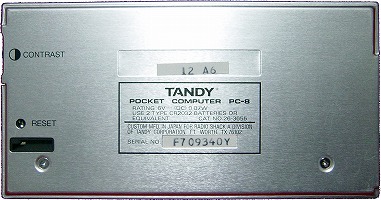 CONTRAST
12 A6
TANDY®
POCKET COMPUTER PC-8
RATING 6V DC 0.02W
USE 2 TYPE CR2032 BATTERIES OR
EQUIVALENT CAT. NO. 26-3655
RESET
CUSTOM MFD. IN JAPAN FOR RADIO SHACK A DIVISION
OF TANDY CORPORATION, FT. WORTH, TX 76102
SERIAL NO. F709340Y